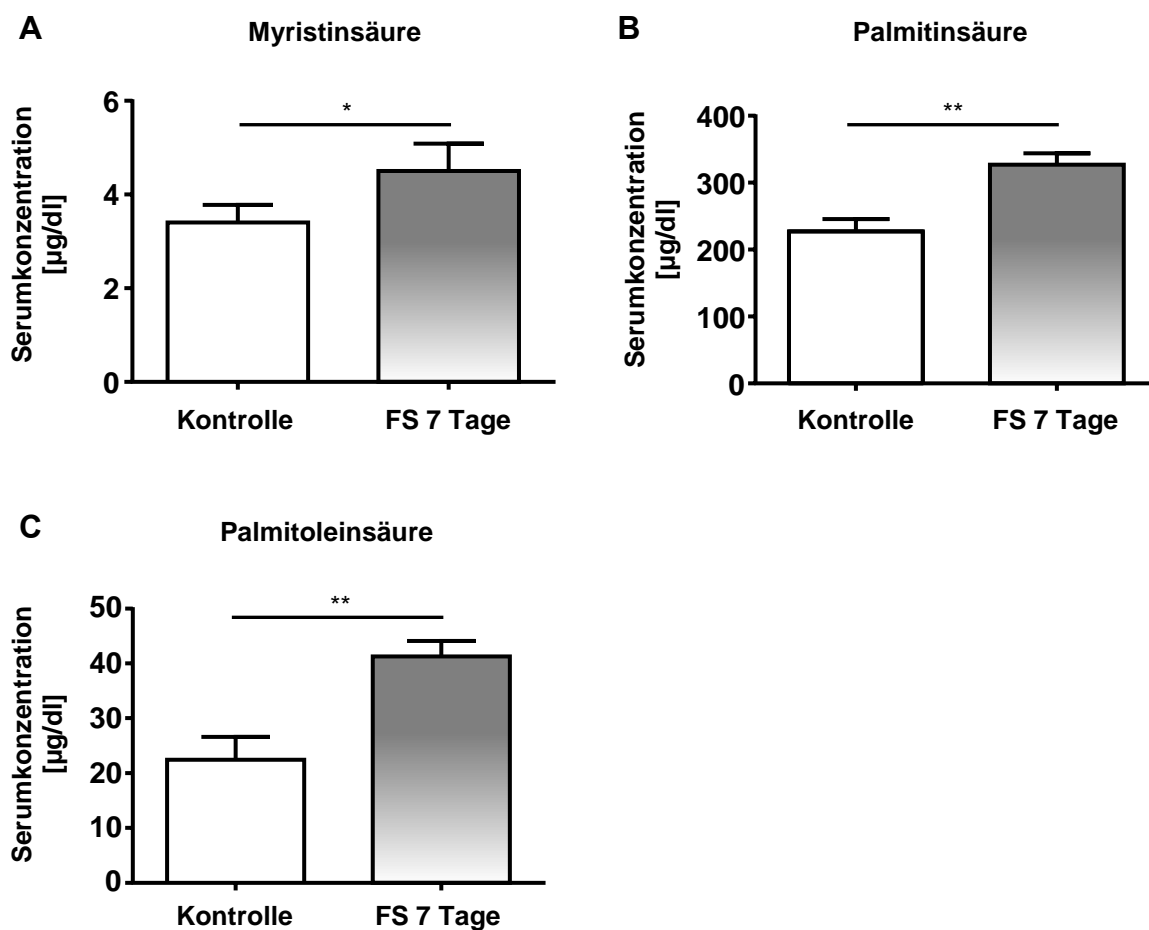 A
Myristinsäure
Serumkonzentration
[µg/dl]
6
4
2
0
*
Kontrolle
FS 7 Tage
B
Palmitinsäure
Serumkonzentration
[µg/dl]
400
300
200
100
0
**
Kontrolle
FS 7 Tage
C
Palmitoleinsäure
Serumkonzentration
[µg/dl]
50
40
30
20
10
0
**
Kontrolle
FS 7 Tage